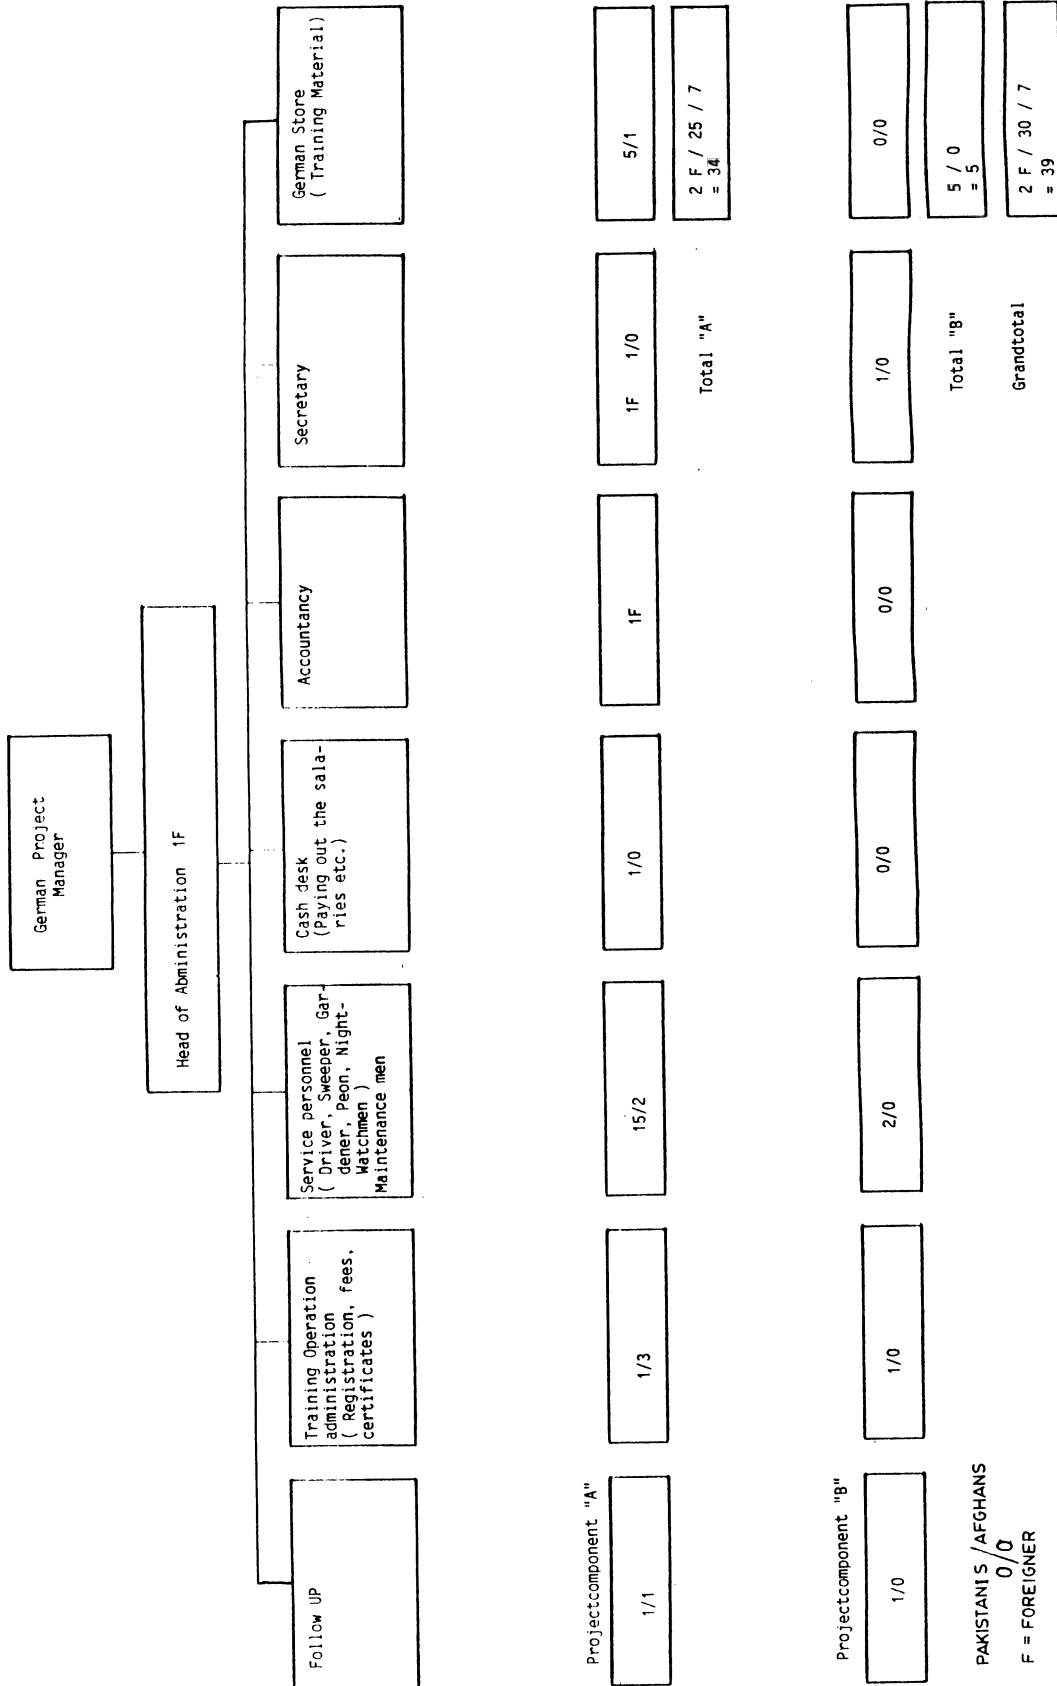 German Project
Manager
Head of Abministration 1F
Follow UP
Training Operation
administration
( Registration, fees,
certificates )
Service personnel
( Driver, Sweeper, Gar-
dener, Peon, Night-
Watchmen )
Maintenance men
Cash desk
(Paying out the sala-
ries etc.)
Accountancy
Secretary
German Store
( Training Material)
Projectcomponent "A"
1/1
1/3
15/2
1/0
1F
1F 1/0
5/1
Total "A"
2 F / 25 / 7
= 34
Projectcomponent "B"
1/0
1/0
2/0
0/0
0/0
1/0
0/0
Total "B"
5 / 0
= 5
Grandtotal
2 F / 30 / 7
= 39
PAKISTANIS / AFGHANS
0/0
F = FOREIGNER